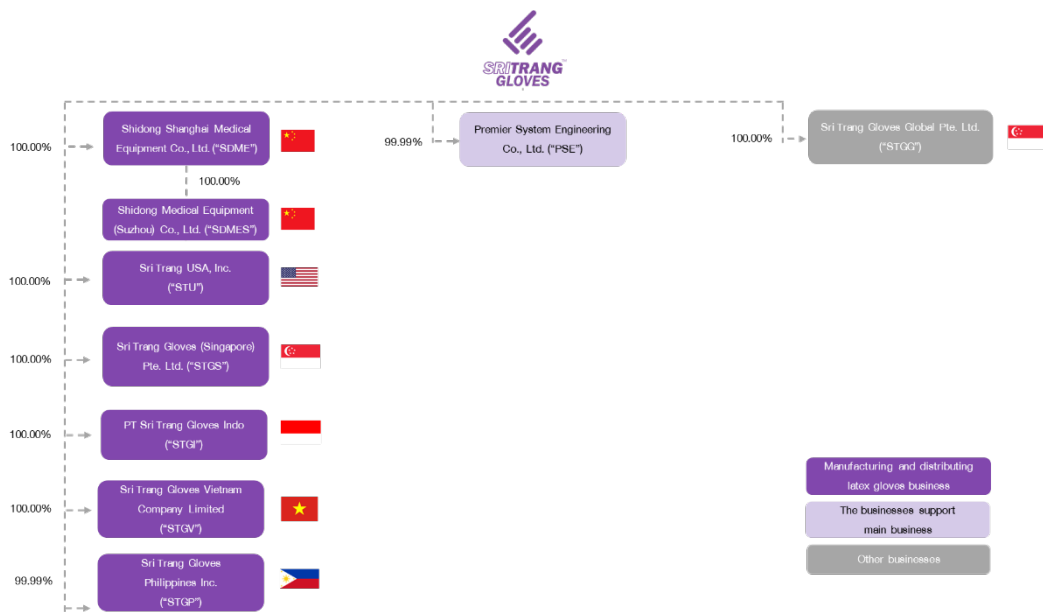 SRITRANG
GLOVES
100.00%
Shidong Shanghai Medical
Equipment Co., Ltd. (“SDME”)
99.99%
Premier System Engineering
Co., Ltd. (“PSE”)
100.00%
Sri Trang Gloves Global Pte. Ltd.
(“STGG”)
100.00%
Shidong Medical Equipment
(Suzhou) Co., Ltd. (“SDMES”)
100.00%
Sri Trang USA, Inc.
(“STU”)
100.00%
Sri Trang Gloves (Singapore)
Pte. Ltd. (“STGS”)
100.00%
PT Sri Trang Gloves Indo
(“STGI”)
100.00%
Sri Trang Gloves Vietnam
Company Limited
(“STGV”)
99.99%
Sri Trang Gloves
Philippines Inc.
(“STGP”)
Manufacturing and distributing
latex gloves business
The businesses support
main business
Other businesses